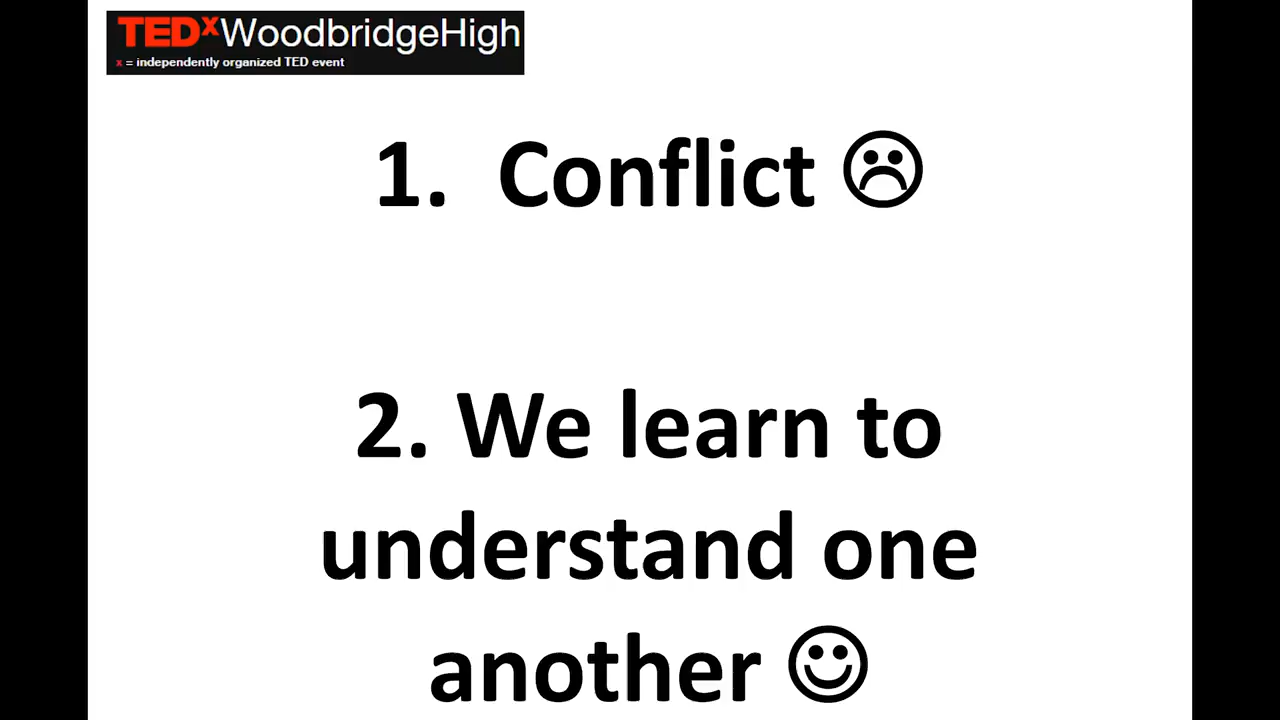 TEDxWoodbridgeHigh
x = independently organized TED event
1. Conflict ☹
2. We learn to
understand one
another ☺